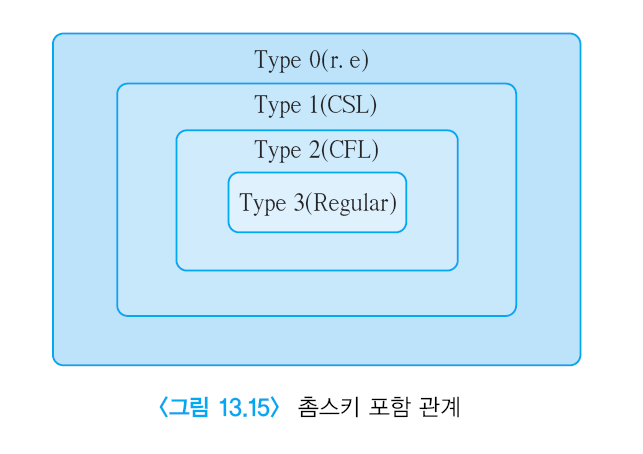 Type 0(r. e)
Type 1(CSL)
Type 2(CFL)
Type 3(Regular)
〈그림 13.15〉 촘스키 포함 관계